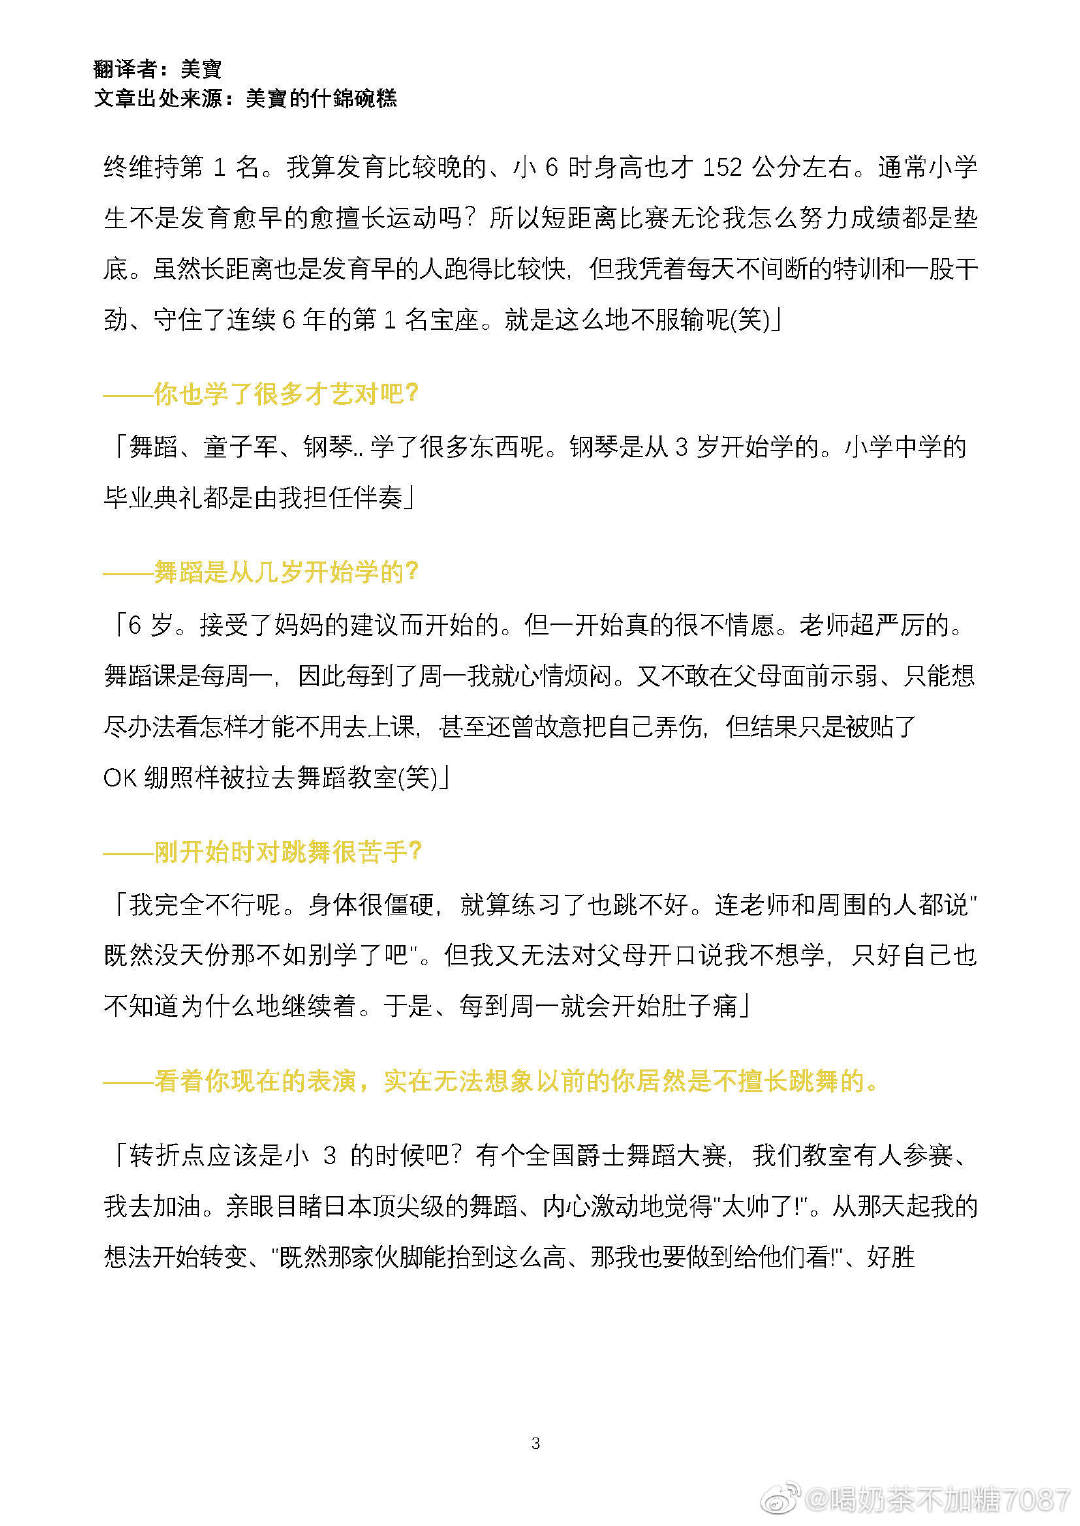 翻译者：美寶
文章出处来源：美寶的什錦碗糕
终维持第 1 名。我算发育比较晚的、小 6 时身高也才 152 公分左右。通常小学
生不是发育愈早的愈擅长运动吗？所以短距离比赛无论我怎么努力成绩都是垫
底。虽然长距离也是发育早的人跑得比较快，但我凭着每天不间断的特训和一股干
劲、守住了连续 6 年的第 1 名宝座。就是这么地不服输呢(笑)」
——你也学了很多才艺对吧？
「舞蹈、童子军、钢琴.. 学了很多东西呢。钢琴是从 3 岁开始学的。小学中学的
毕业典礼都是由我担任伴奏」
——舞蹈是从几岁开始学的？
「6 岁。接受了妈妈的建议而开始的。但一开始真的很不情愿。老师超严厉的。
舞蹈课是每周一，因此每到了周一我就心情烦闷。又不敢在父母面前示弱、只能想
尽办法看怎样才能不用去上课，甚至还曾故意把自己弄伤，但结果只是被贴了
OK 绷照样被拉去舞蹈教室(笑)」
——刚开始时对跳舞很苦手？
「我完全不行呢。身体很僵硬，就算练习了也跳不好。连老师和周围的人都说"
既然没天份那不如别学了吧"。但我又无法对父母开口说我不想学，只好自己也
不知道为什么地继续着。于是、每到周一就会开始肚子痛」
——看着你现在的表演，实在无法想象以前的你居然是不擅长跳舞的。
「转折点应该是小 3 的时候吧？有个全国爵士舞蹈大赛，我们教室有人参赛、
我去加油。亲眼目睹日本顶尖级的舞蹈、内心激动地觉得"太帅了!"。从那天起我的
想法开始转变、"既然那家伙脚能抬到这么高、那我也要做到给他们看!"、好胜
3
@喝奶茶不加糖7087